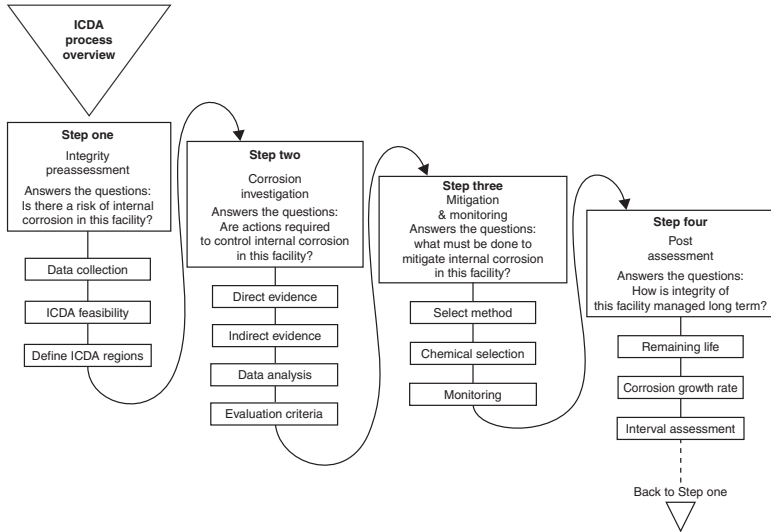 ICDA
process
overview
Step one
Integrity
preassessment
Answers the questions:
Is there a risk of internal
corrosion in this facility?
Data collection
ICDA feasibility
Define ICDA regions
Step two
Corrosion
investigation
Answers the questions:
Are actions required
to control internal corrosion
in this facility?
Direct evidence
Indirect evidence
Data analysis
Evaluation criteria
Step three
Mitigation
& monitoring
Answers the questions:
what must be done to
mitigate internal corrosion
in this facility?
Select method
Chemical selection
Monitoring
Step four
Post
assessment
Answers the questions:
How is integrity of
this facility managed long term?
Remaining life
Corrosion growth rate
Interval assessment
Back to Step one